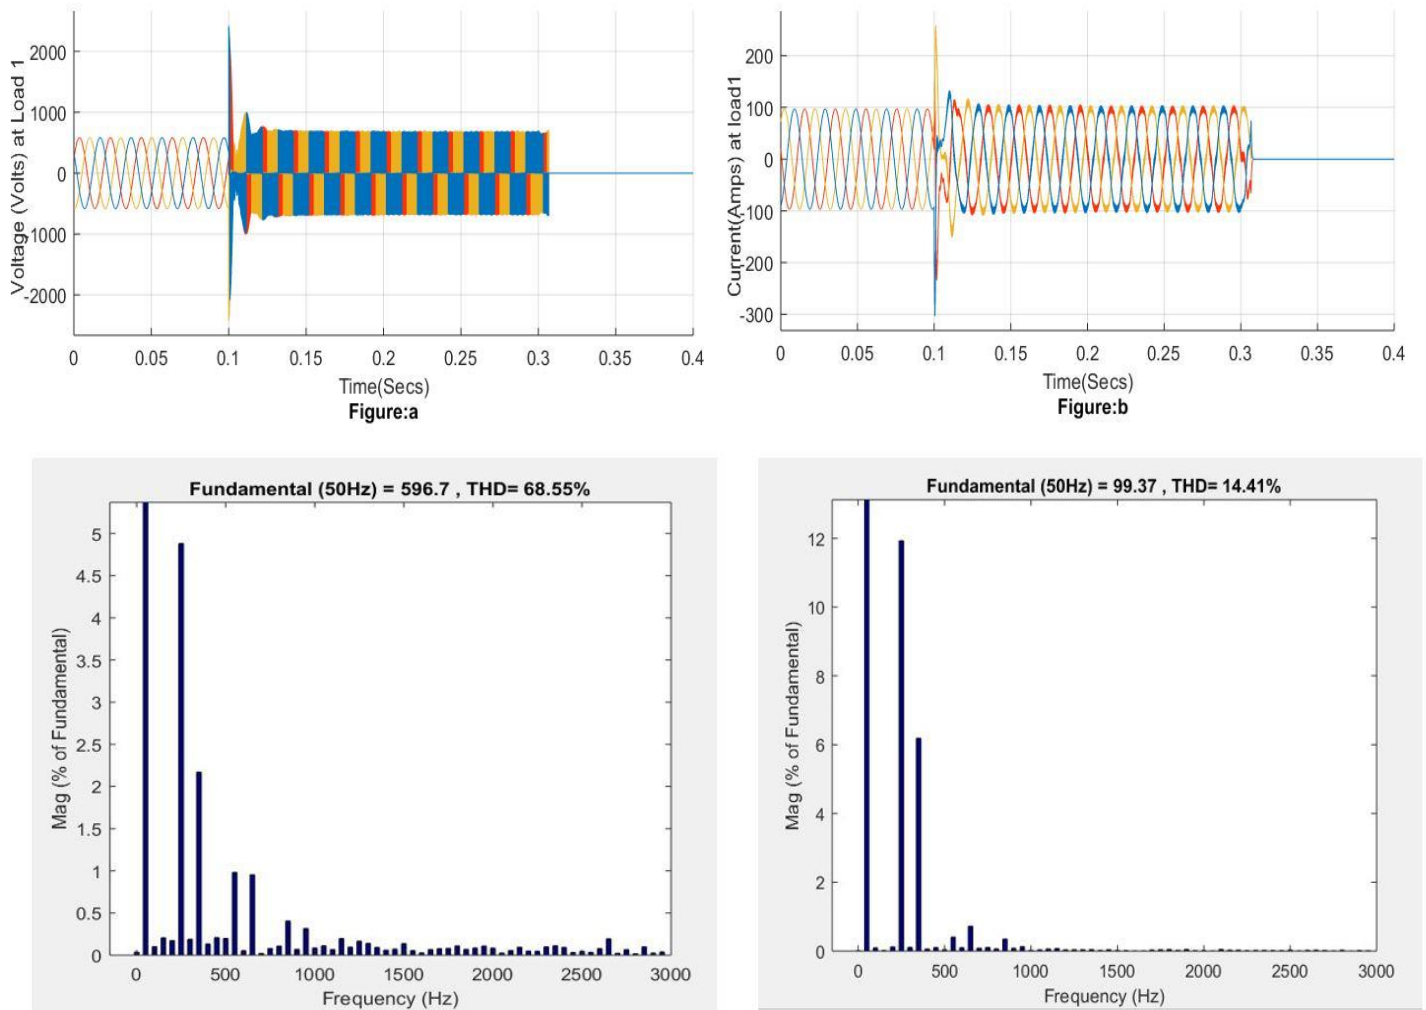 Voltage (Volts) at Load 1
2000
1000
0
1000
-2000
0 0.05 0.1 0.15 0.2 0.25 0.3 0.35 0.4
Time(Secs)
Figure:a
Current(Amps) at load1
200
100
0
-100
-200
-300
0 0.05 0.1 0.15 0.2 0.25 0.3 0.35 0.4
Time(Secs)
Figure:b
Fundamental (50Hz) = 596.7 , THD= 68.55%
Mag (% of Fundamental)
5
4.5
4
3.5
3
2.5
2
1.5
1
0.5
0
0 500 1000 1500 2000 2500 3000
Frequency (Hz)
Fundamental (50Hz) = 99.37 , THD= 14.41%
Mag (% of Fundamental)
12
10
8
6
4
2
0
0 500 1000 1500 2000 2500 3000
Frequency (Hz)